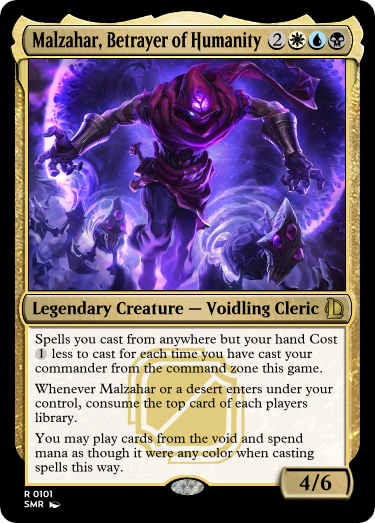 Malzahar, Betrayer of Humanity 2
Legendary Creature — Voidling Cleric
Spells you cast from anywhere but your hand Cost
1 less to cast for each time you have cast your
commander from the command zone this game.
Whenever Malzahar or a desert enters under your
control, consume the top card of each players
library.
You may play cards from the void and spend
mana as though it were any color when casting
spells this way.
4/6
R 0101
SMR